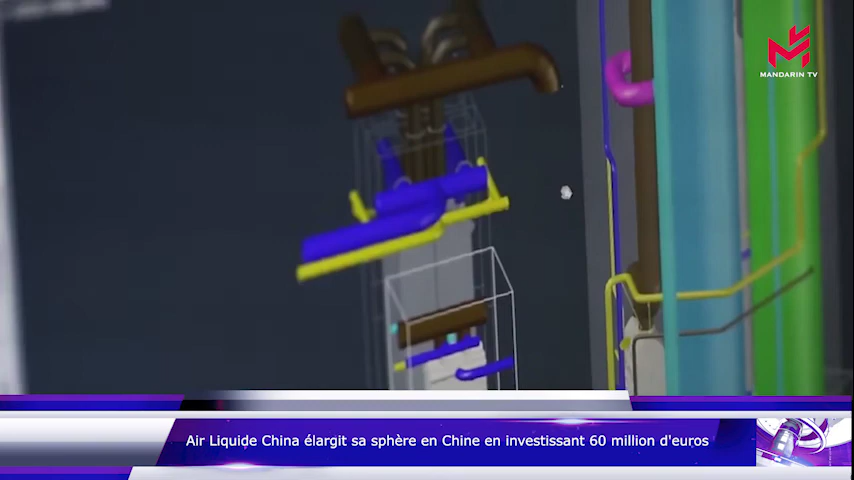 MANDARIN TV
Air Liquide China élargit sa sphère en Chine en investissant 60 million d'euros